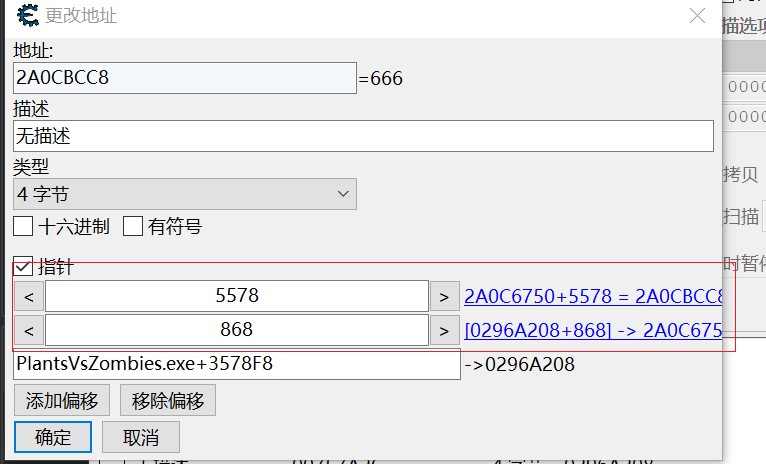 更改地址
描选项
地址:
2A0CBCC8 =666
描述
无描述
类型
4 字节
十六进制 有符号
指针
< 5578 > 2A0C6750+5578 = 2A0CBCC8
< 868 > [0296A208+868] -> 2A0C675
PlantsVsZombies.exe+3578F8 ->0296A208
添加偏移 移除偏移
确定 取消
0000
0000
拷贝
扫描
时暂停